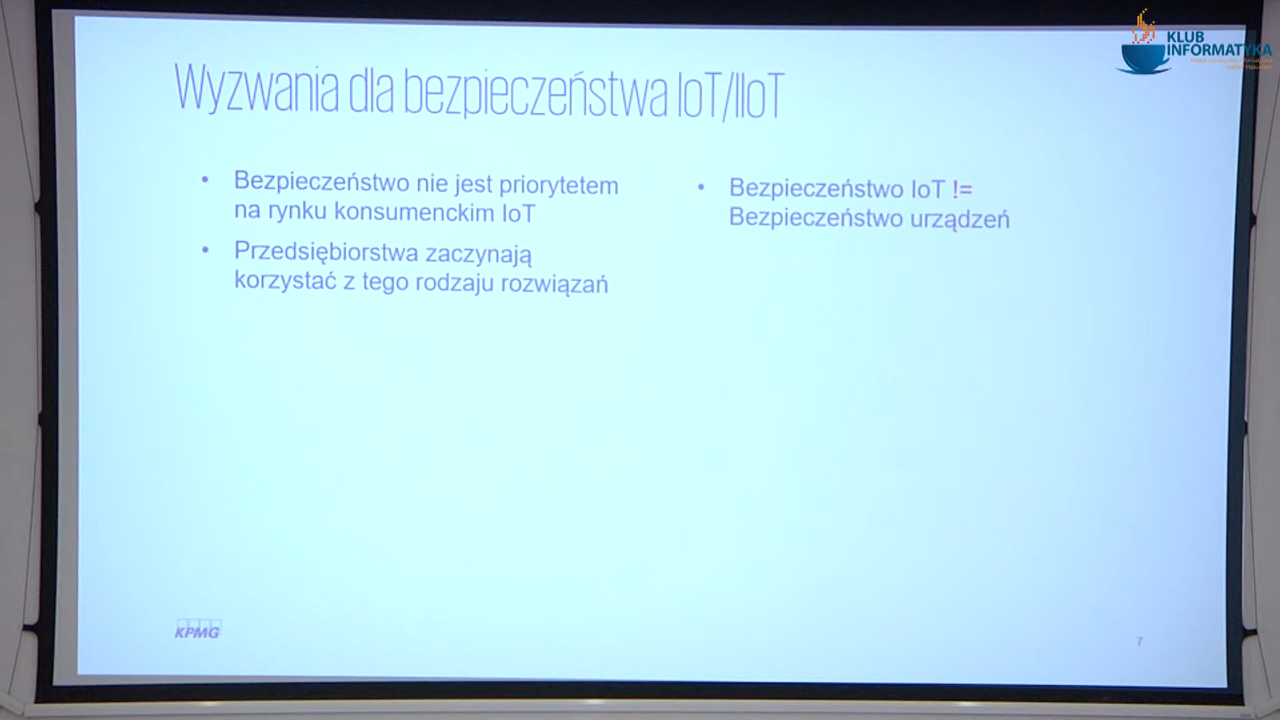 KLUB
INFORMATYKA
Wyzwania dla bezpieczeństwa IoT/IIoT
• Bezpieczeństwo nie jest priorytetem
na rynku konsumenckim IoT
• Przedsiębiorstwa zaczynają
korzystać z tego rodzaju rozwiązań
• Bezpieczeństwo IoT !=
Bezpieczeństwo urządzeń
KPMG
7